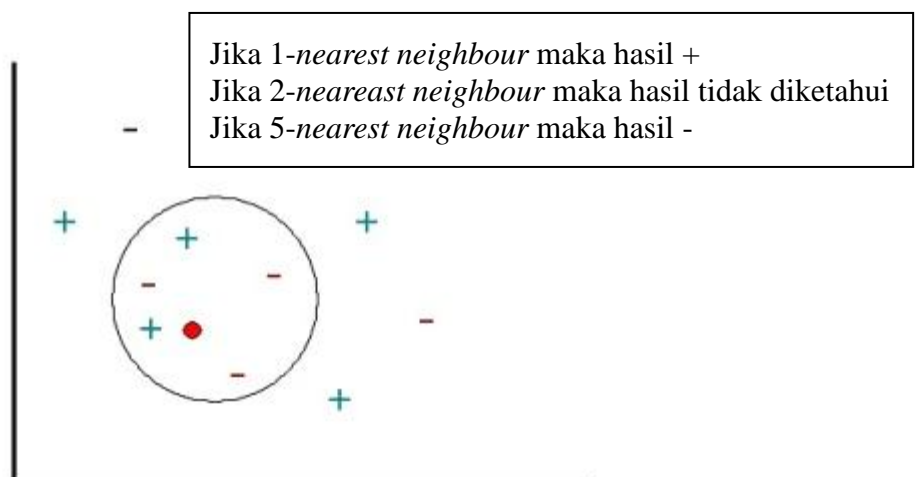 Jika 1-nearest neighbour maka hasil +
Jika 2-neareast neighbour maka hasil tidak diketahui
Jika 5-nearest neighbour maka hasil -